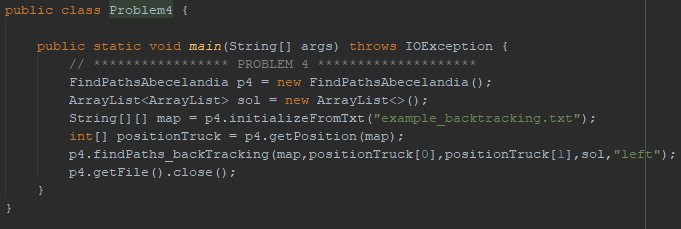 public class Problem4 {
public static void main(String[] args) throws IOException {
// ***************** PROBLEM 4 ********************
FindPathsAbecelandia p4 = new FindPathsAbecelandia();
ArrayList<ArrayList> sol = new ArrayList<>();
String[][] map = p4.initializeFromTxt("example_backtracking.txt");
int[] positionTruck = p4.getPosition(map);
p4.findPaths_backTracking(map,positionTruck[0],positionTruck[1],sol,"left");
p4.getFile().close();
}
}